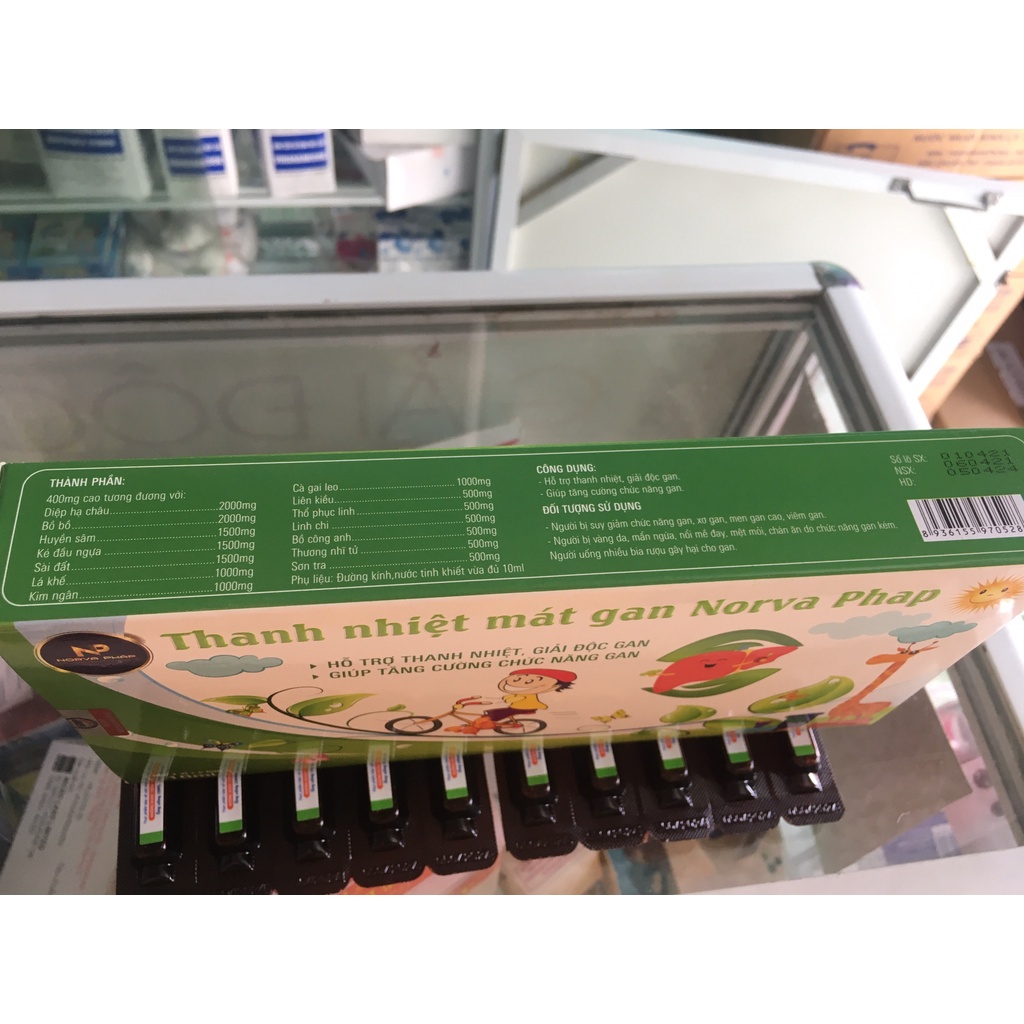 THÀNH PHẦN:
400mg cao tương đương với:
Diệp hạ châu..........2000mg
Bồ bồ..........2000mg
Huyền sâm..........1500mg
Ké đầu ngựa..........1500mg
Sài đất..........1500mg
Lá khế..........1000mg
Kim ngân..........1000mg
Cà gai leo..........1000mg
Liên kiều..........500mg
Thổ phục linh..........500mg
Linh chi..........500mg
Bồ công anh..........500mg
Thương nhĩ tử..........500mg
Sơn tra..........500mg
Phụ liệu: Đường kính,nước tinh khiết vừa đủ 10ml
CÔNG DỤNG:
- Hỗ trợ thanh nhiệt, giải độc gan.
- Giúp tăng cường chức năng gan.
ĐỐI TƯỢNG SỬ DỤNG
- Người bị suy giảm chức năng gan, xơ gan, men gan cao, viêm gan.
- Người bị vàng da, mẩn ngứa, nổi mề đay, mệt mỏi, chán ăn do chức năng gan kém.
Người uống nhiều bia rượu gây hại cho gan.
Số lô SX:
NSX:
HD:
8 936155 970528
Thanh nhiệt mát gan Norva Phap
HỖ TRỢ THANH NHIỆT, GIẢI ĐỘC GAN
GIÚP TĂNG CƯỜNG CHỨC NĂNG GAN
NORVA PHAP